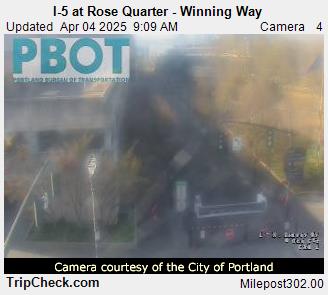 I-5 at Rose Quarter - Winning Way
Updated Apr 04 2025 9:09 AM Camera 4
PBOT
PORTLAND BUREAU OF TRANSPORTATION
Camera courtesy of the City of Portland
TripCheck.com Milepost302.00